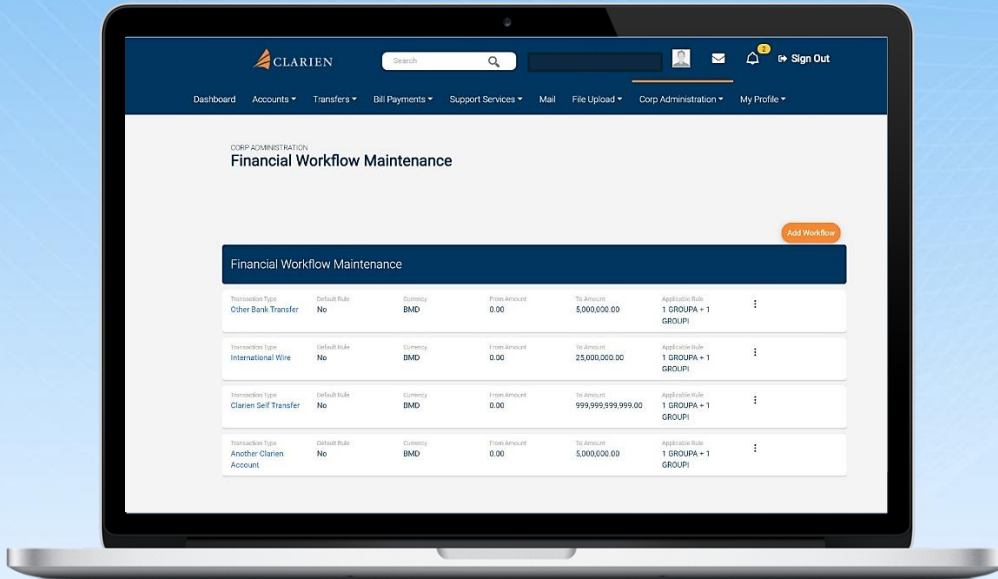 CLARIEN
Search
2
Sign Out
Dashboard Accounts Transfers Bill Payments Support Services Mail File Upload Corp Administration My Profile
CORP ADMINISTRATION
Financial Workflow Maintenance
Add Workflow
Financial Workflow Maintenance
Transaction Type Default Rule Currency From Amount To Amount Applicable Rule
Other Bank Transfer No BMD 0.00 5,000,000.00 1 GROUPA + 1
GROUPI
Transaction Type Default Rule Currency From Amount To Amount Applicable Rule
International Wire No BMD 0.00 25,000,000.00 1 GROUPA + 1
GROUPI
Transaction Type Default Rule Currency From Amount To Amount Applicable Rule
Clarien Self Transfer No BMD 0.00 999,999,999,999.00 1 GROUPA + 1
GROUPI
Transaction Type Default Rule Currency From Amount To Amount Applicable Rule
Another Clarien No BMD 0.00 5,000,000.00 1 GROUPA + 1
Account GROUPI